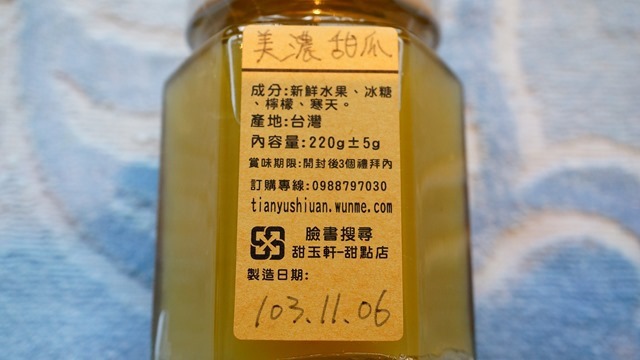 美濃甜瓜
成分:新鮮水果、冰糖
、檸檬、寒天。
產地:台灣
內容量:220g±5g
賞味期限:開封後3個禮拜內
訂購專線:0988797030
tianyushiuan.wunme.com
臉書搜尋
甜玉軒-甜點店
製造日期:
103.11.06